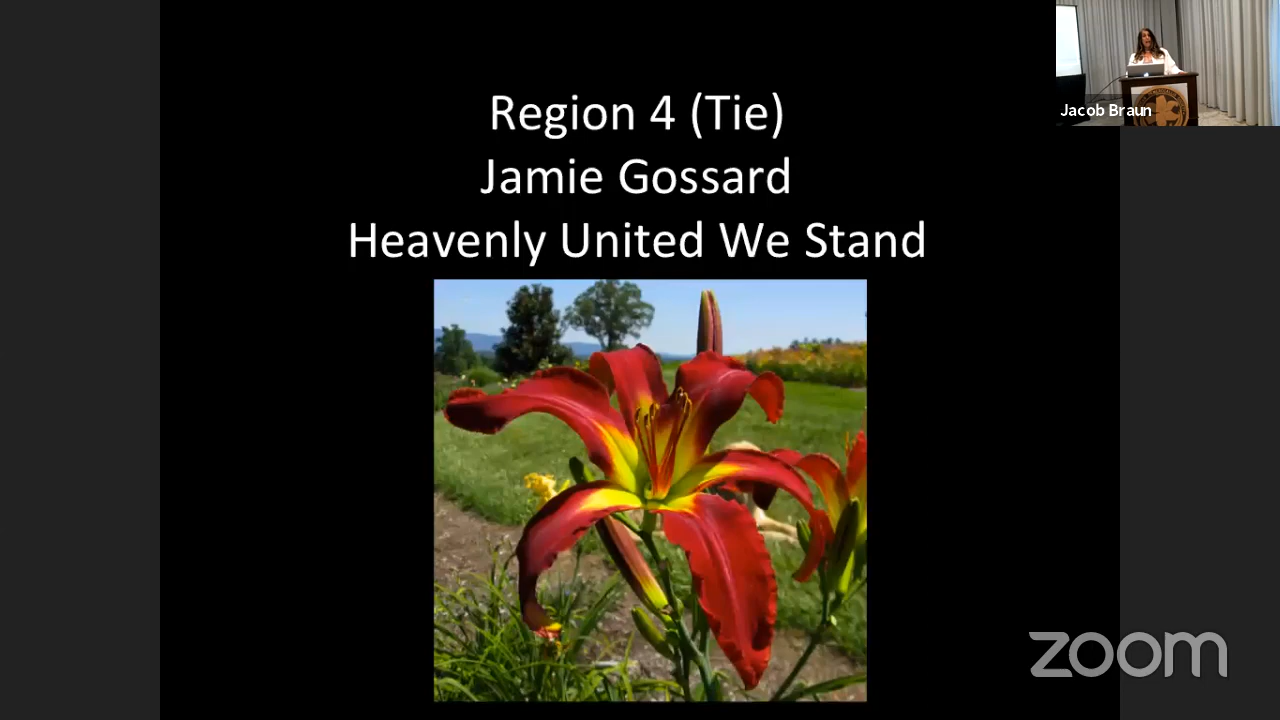 Region 4 (Tie)
Jamie Gossard
Heavenly United We Stand
Jacob Braun
zoom